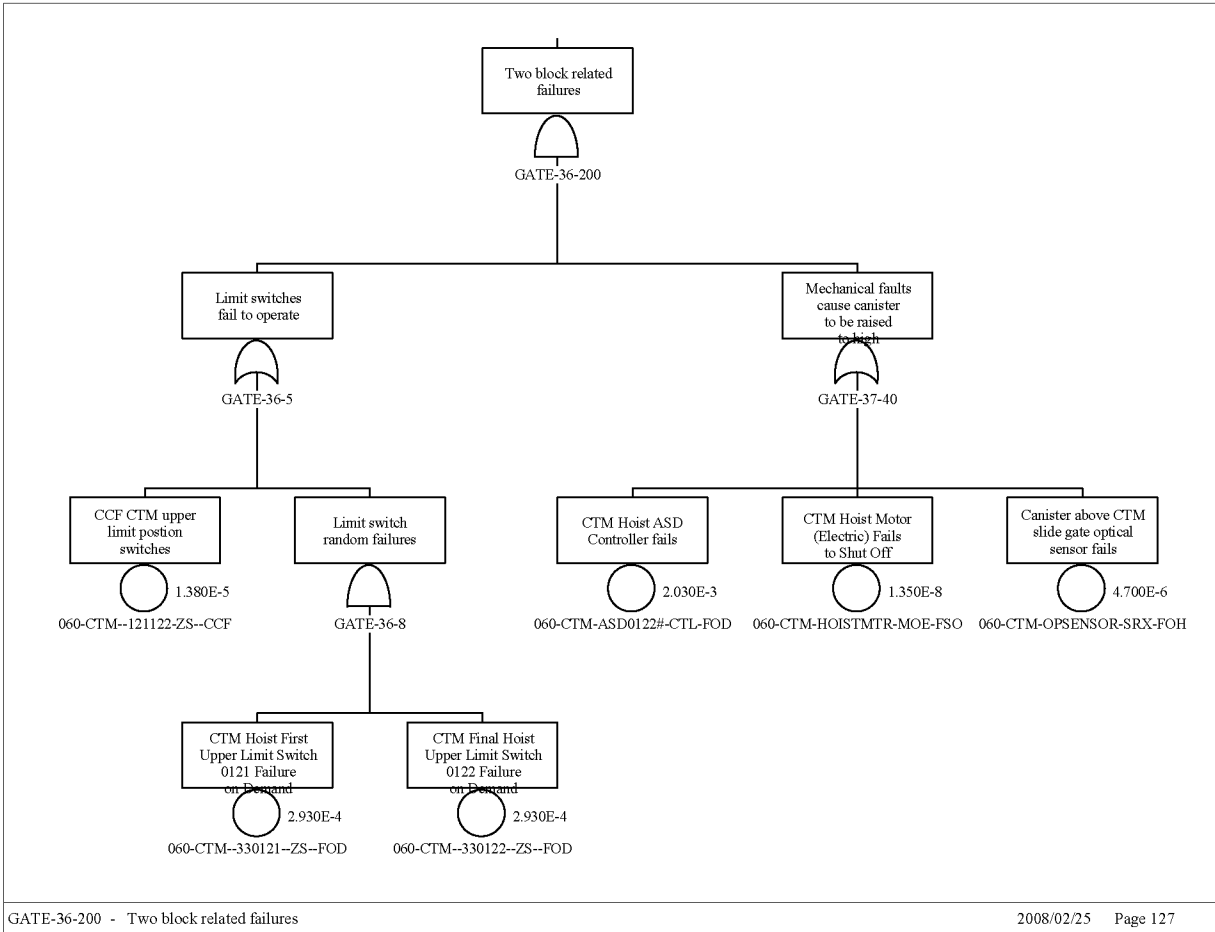 Two block related
failures
GATE-36-200
Limit switches
fail to operate
GATE-36-5
Mechanical faults
cause canister
to be raised
to high
GATE-37-40
CCF CTM upper
limit postion
switches
1.380E-5
060-CTM--121122-ZS--CCF
Limit switch
random failures
GATE-36-8
CTM Hoist ASD
Controller fails
2.030E-3
060-CTM-ASD0122#-CTL-FOD
CTM Hoist Motor
(Electric) Fails
to Shut Off
1.350E-8
060-CTM-HOISTMTR-MOE-FSO
Canister above CTM
slide gate optical
sensor fails
4.700E-6
060-CTM-OPSENSOR-SRX-FOH
CTM Hoist First
Upper Limit Switch
0121 Failure
on Demand
2.930E-4
060-CTM--330121--ZS--FOD
CTM Final Hoist
Upper Limit Switch
0122 Failure
on Demand
2.930E-4
060-CTM--330122--ZS--FOD
GATE-36-200 - Two block related failures
2008/02/25 Page 127